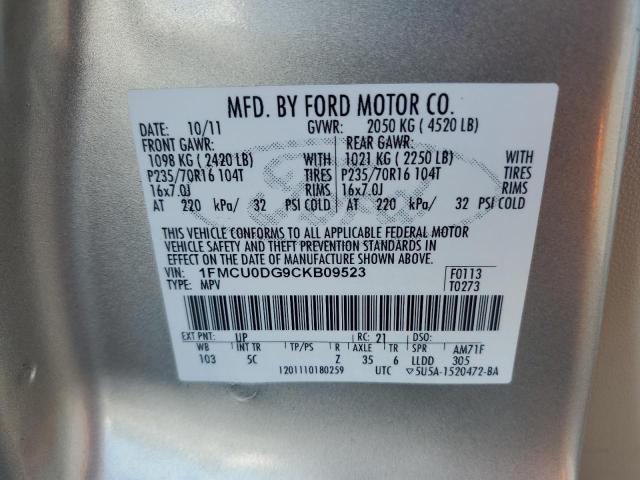 MFD. BY FORD MOTOR CO.
DATE: 10/11 GVWR: 2050 KG (4520 LB)
FRONT GAWR: REAR GAWR:
1098 KG (2420 LB) WITH 1021 KG (2250 LB) WITH
P235/70R16 104T TIRES P235/70R16 104T TIRES
16x7.0J RIMS 16x7.0J RIMS
AT 220 kPa/ 32 PSI COLD AT 220 kPa/ 32 PSI COLD
THIS VEHICLE CONFORMS TO ALL APPLICABLE FEDERAL MOTOR
VEHICLE SAFETY AND THEFT PREVENTION STANDARDS IN
EFFECT ON THE DATE OF MANUFACTURE SHOWN ABOVE.
VIN: 1FMCU0DG9CKB09523 F0113
TYPE: MPV T0273
EXT PNT: UP RC: 21 DSO:
WB INT TR TP/PS R AXLE TR SPR AM71F
103 5C Z 35 6 LLDD 305
1201110180259 UTC ▽5U5A-1520472-BA